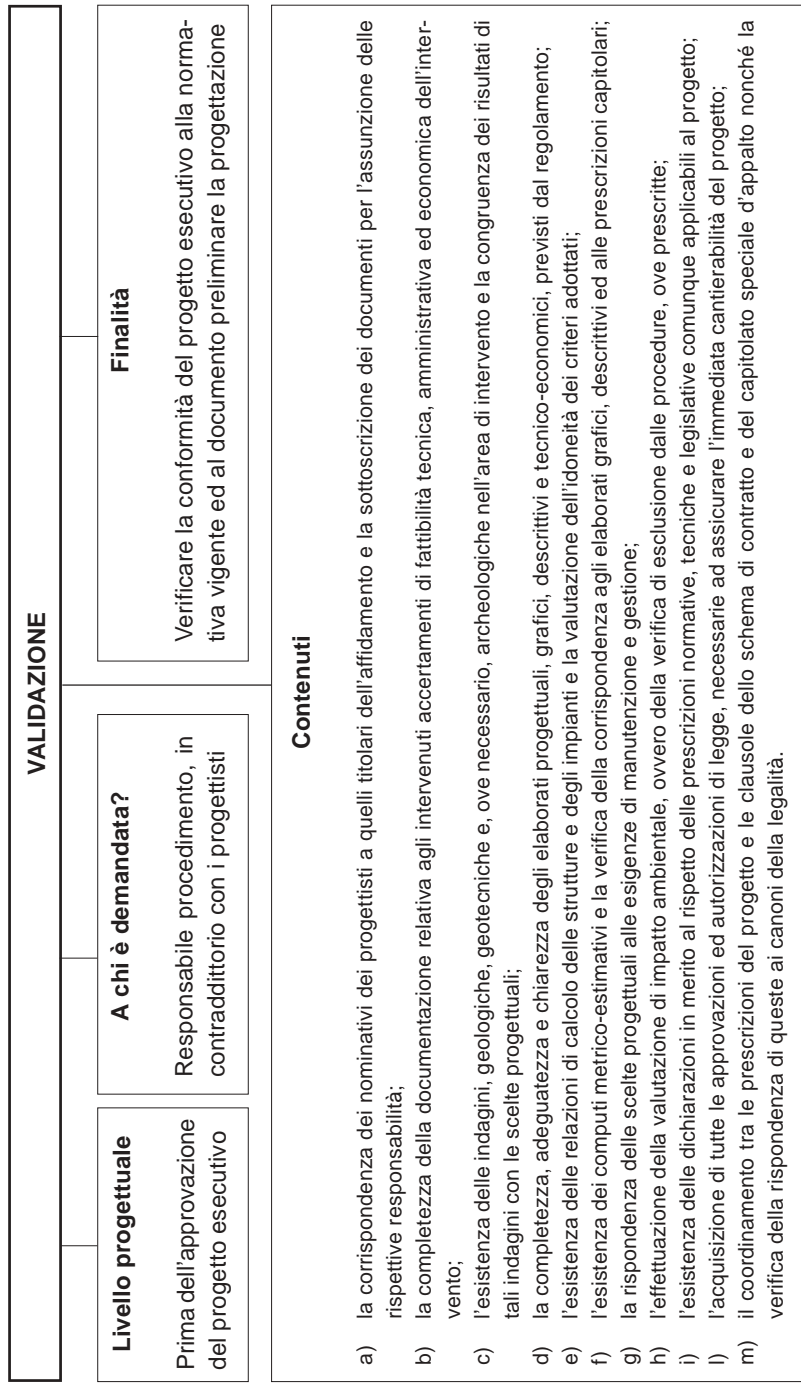 VALIDAZIONE
Livello progettuale
Prima dell'approvazione
del progetto esecutivo
A chi è demandata?
Responsabile procedimento, in
contraddittorio con i progettisti
Finalità
Verificare la conformità del progetto esecutivo alla norma-
tiva vigente ed al documento preliminare la progettazione
Contenuti
a) la corrispondenza dei nominativi dei progettisti a quelli titolari dell'affidamento e la sottoscrizione dei documenti per l'assunzione delle
rispettive responsabilità;
b) la completezza della documentazione relativa agli intervenuti accertamenti di fattibilità tecnica, amministrativa ed economica dell'inter-
vento;
c) l'esistenza delle indagini, geologiche, geotecniche e, ove necessario, archeologiche nell'area di intervento e la congruenza dei risultati di
tali indagini con le scelte progettuali;
d) la completezza, adeguatezza e chiarezza degli elaborati progettuali, grafici, descrittivi e tecnico-economici, previsti dal regolamento;
e) l'esistenza delle relazioni di calcolo delle strutture e degli impianti e la valutazione dell'idoneità dei criteri adottati;
f) l'esistenza dei computi metrico-estimativi e la verifica della corrispondenza agli elaborati grafici, descrittivi ed alle prescrizioni capitolari;
g) la rispondenza delle scelte progettuali alle esigenze di manutenzione e gestione;
h) l'effettuazione della valutazione di impatto ambientale, ovvero della verifica di esclusione dalle procedure, ove prescritte;
i) l'esistenza delle dichiarazioni in merito al rispetto delle prescrizioni normative, tecniche e legislative comunque applicabili al progetto;
l) l'acquisizione di tutte le approvazioni ed autorizzazioni di legge, necessarie ad assicurare l'immediata cantierabilità del progetto;
m) il coordinamento tra le prescrizioni del progetto e le clausole dello schema di contratto e del capitolato speciale d'appalto nonché la
verifica della rispondenza di queste ai canoni della legalità.